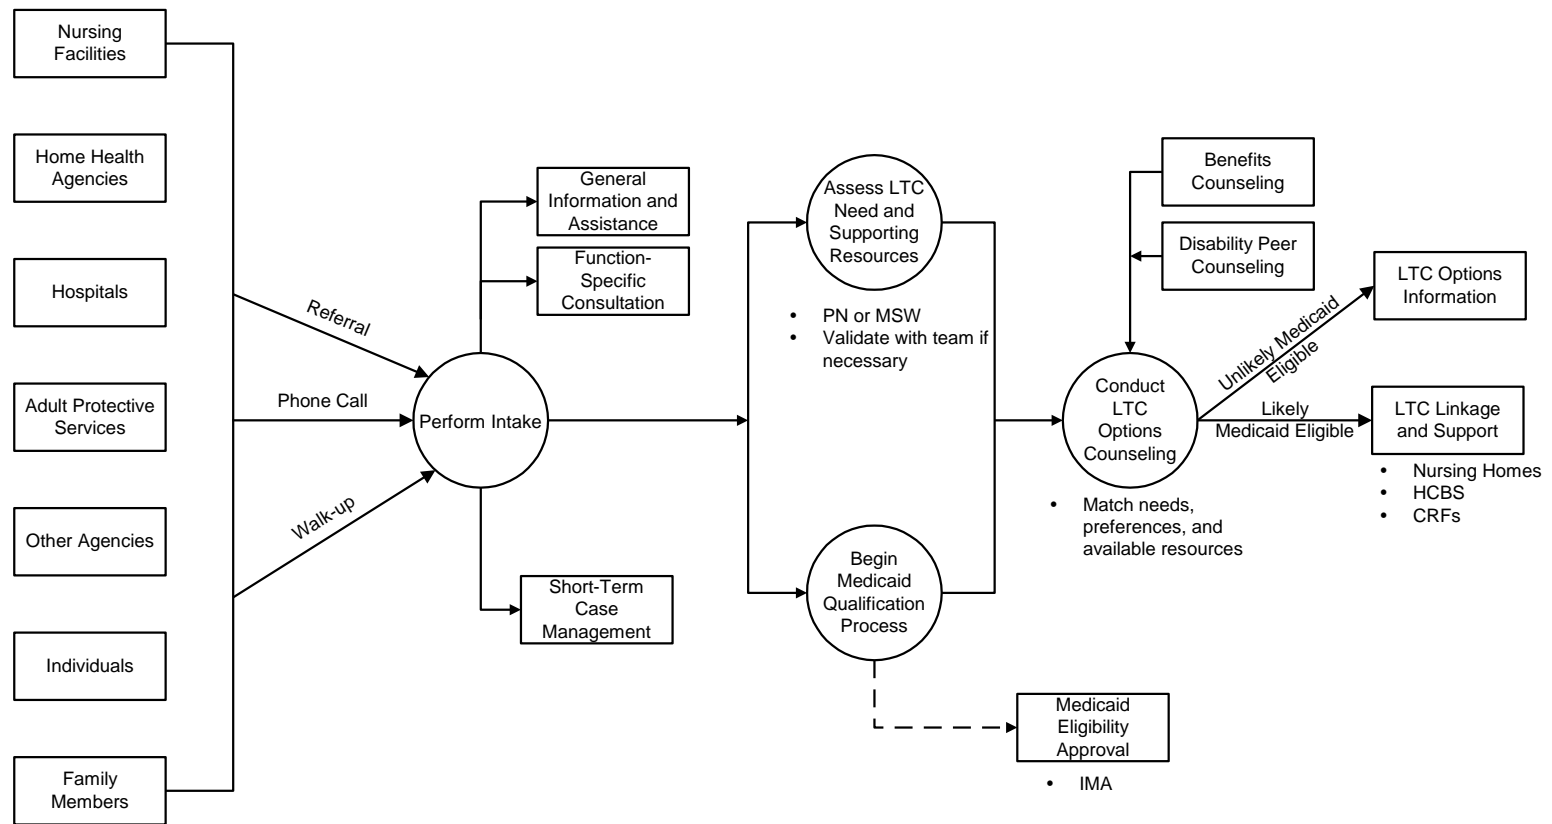 Nursing
Facilities
Home Health
Agencies
Hospitals
Adult Protective
Services
Other Agencies
Individuals
Family
Members
Referral
Phone Call
Walk-up
Perform Intake
General
Information and
Assistance
Function-
Specific
Consultation
Short-Term
Case
Management
Assess LTC
Need and
Supporting
Resources
• PN or MSW
• Validate with team if
necessary
Begin
Medicaid
Qualification
Process
Medicaid
Eligibility
Approval
• IMA
Benefits
Counseling
Disability Peer
Counseling
Conduct
LTC
Options
Counseling
• Match needs,
preferences, and
available resources
Unlikely Medicaid
Eligible
Likely
Medicaid Eligible
LTC Options
Information
LTC Linkage
and Support
• Nursing Homes
• HCBS
• CRFs